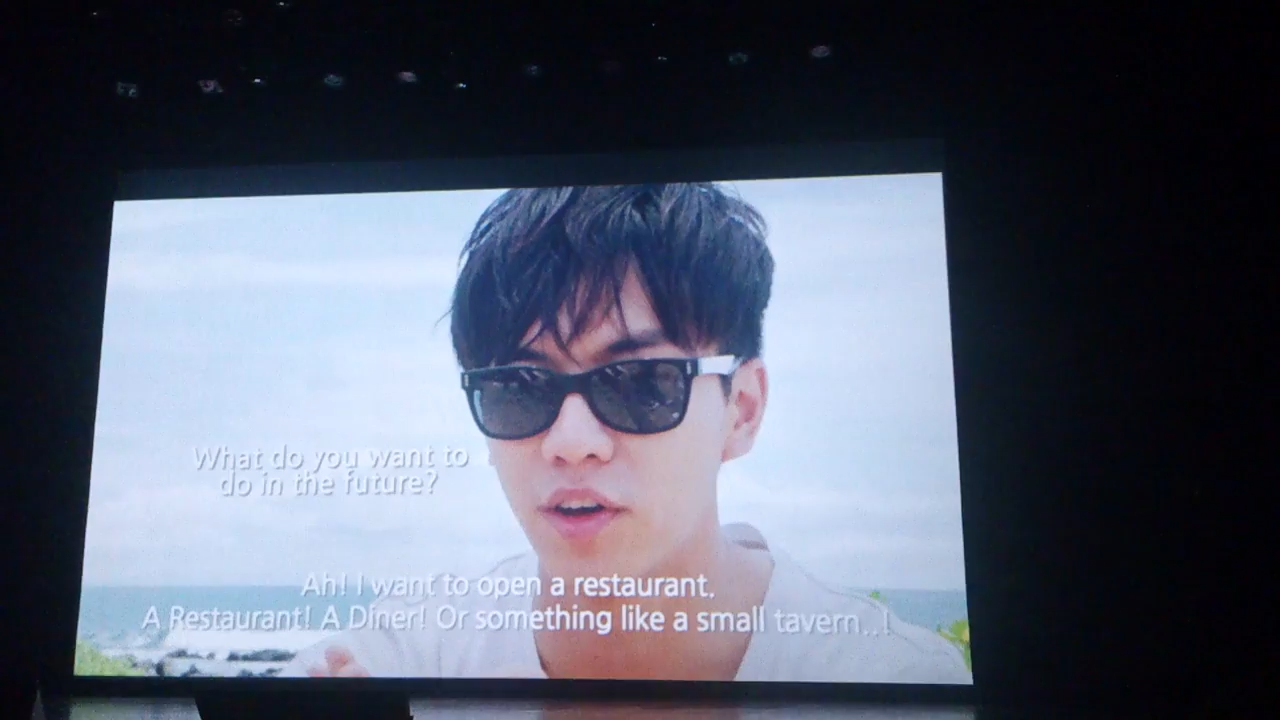 What do you want to
do in the future?
Ah! I want to open a restaurant.
A Restaurant! A Diner! Or something like a small tavern..!